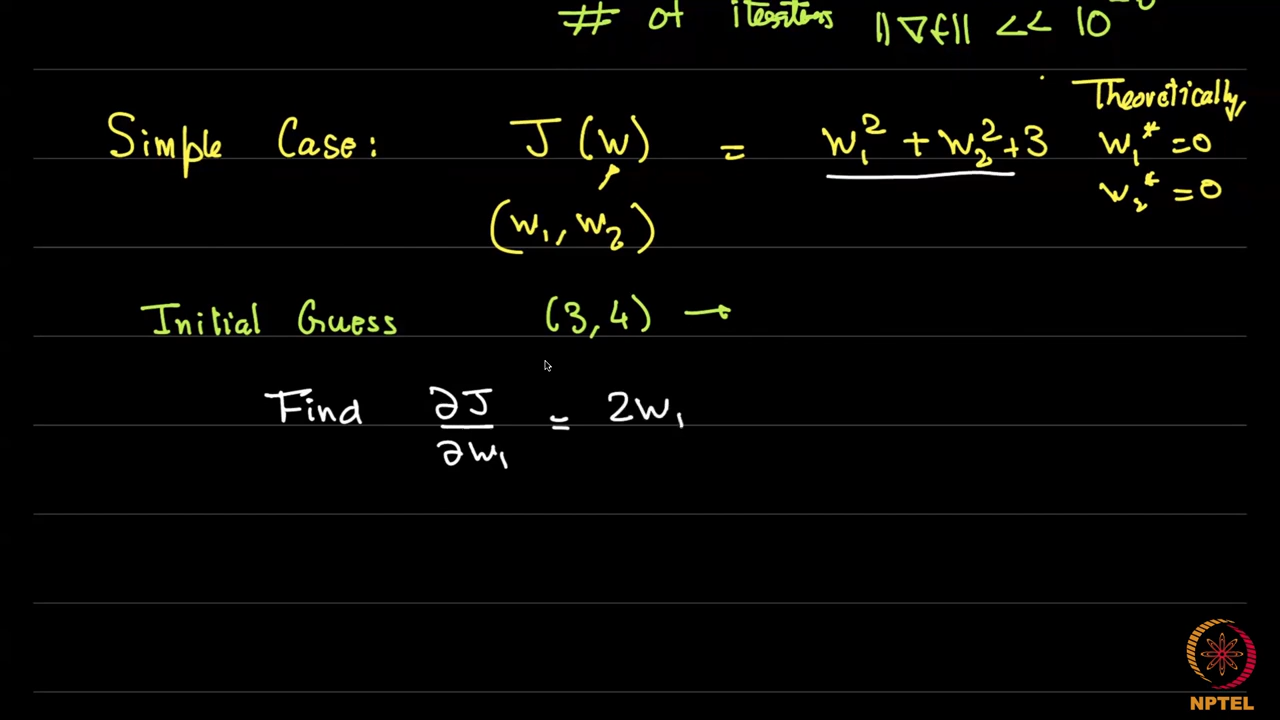 # of iterations ||∇f|| << 10
Simple Case: J (w) = w₁² + w₂² + 3
Theoretically,
w₁* = 0
w₂* = 0
(w₁, w₂)
Initial Guess (3, 4) →
Find ∂J/∂w₁ = 2w₁
NPTEL